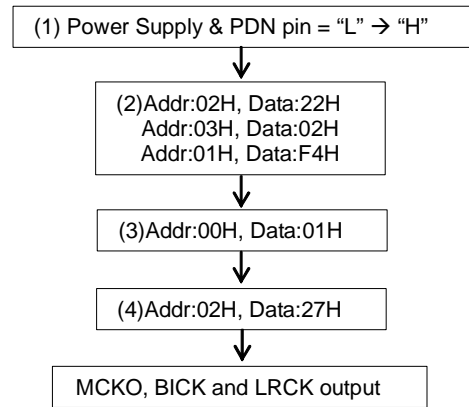 (1) Power Supply & PDN pin = “L” → “H”
(2)Addr:02H, Data:22H
Addr:03H, Data:02H
Addr:01H, Data:F4H
(3)Addr:00H, Data:01H
(4)Addr:02H, Data:27H
MCKO, BICK and LRCK output